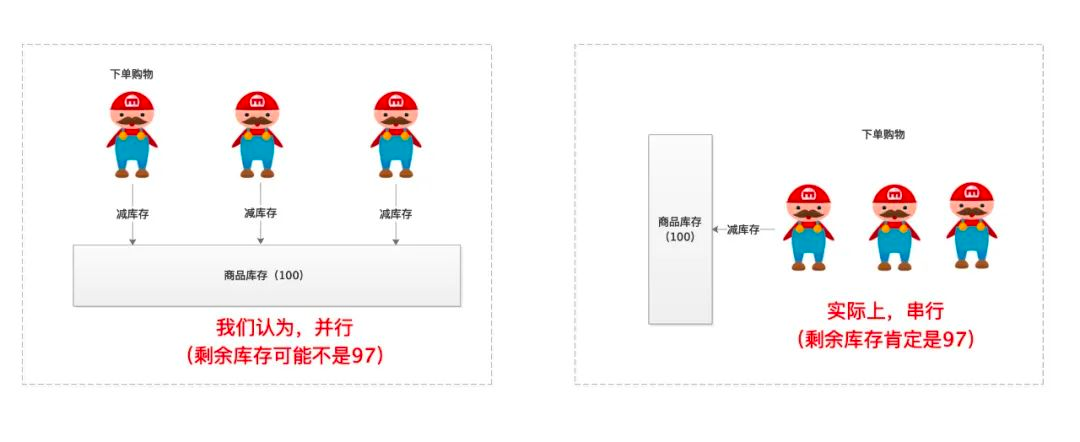 下单购物
减库存
减库存
减库存
商品库存（100）
我们认为，并行
（剩余库存可能不是97）
下单购物
商品库存
（100）
减库存
实际上，串行
（剩余库存肯定是97）